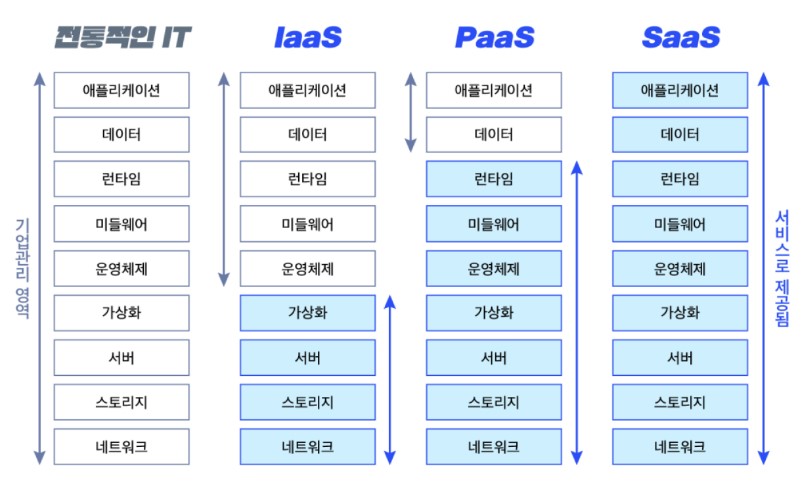 전통적인 IT
IaaS
PaaS
SaaS
기업관리 영역
애플리케이션
데이터
런타임
미들웨어
운영체제
가상화
서버
스토리지
네트워크
애플리케이션
데이터
런타임
미들웨어
운영체제
가상화
서버
스토리지
네트워크
애플리케이션
데이터
런타임
미들웨어
운영체제
가상화
서버
스토리지
네트워크
애플리케이션
데이터
런타임
미들웨어
운영체제
가상화
서버
스토리지
네트워크
서비스로 제공됨